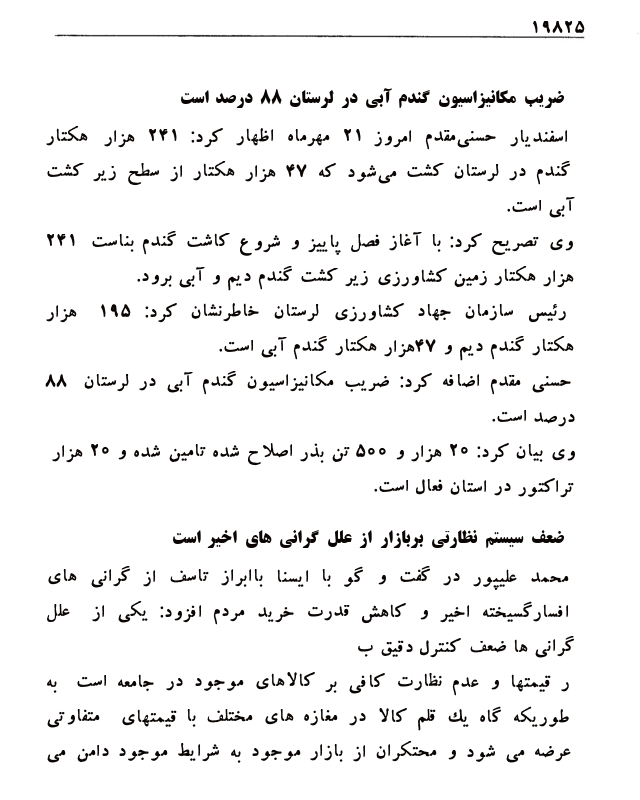 ۱۹۸۲۵
ضریب مکانیزاسیون گندم آبی در لرستان ۸۸ درصد است
اسفندیار حسنی‌مقدم امروز ۲۱ مهرماه اظهار کرد: ۲۴۱ هزار هکتار
گندم در لرستان کشت می‌شود که ۴۷ هزار هکتار از سطح زیر کشت
آبی است.
وی تصریح کرد: با آغاز فصل پاییز و شروع کاشت گندم بناست ۲۴۱
هزار هکتار زمین کشاورزی زیر کشت گندم دیم و آبی برود.
رئیس سازمان جهاد کشاورزی لرستان خاطرنشان کرد: ۱۹۵ هزار
هکتار گندم دیم و ۴۷هزار هکتار گندم آبی است.
حسنی مقدم اضافه کرد: ضریب مکانیزاسیون گندم آبی در لرستان ۸۸
درصد است.
وی بیان کرد: ۲۰ هزار و ۵۰۰ تن بذر اصلاح شده تامین شده و ۲۰ هزار
تراکتور در استان فعال است.
ضعف سیستم نظارتی بربازار از علل گرانی های اخیر است
محمد علیپور در گفت و گو با ایسنا باابراز تاسف از گرانی های
افسارگسیخته اخیر و کاهش قدرت خرید مردم افزود: یکی از علل
گرانی ها ضعف کنترل دقیق ب
ر قیمتها و عدم نظارت کافی بر کالاهای موجود در جامعه است به
طوریکه گاه یك قلم کالا در مغازه های مختلف با قیمتهای متفاوتی
عرضه می شود و محتکران از بازار موجود به شرایط موجود دامن می